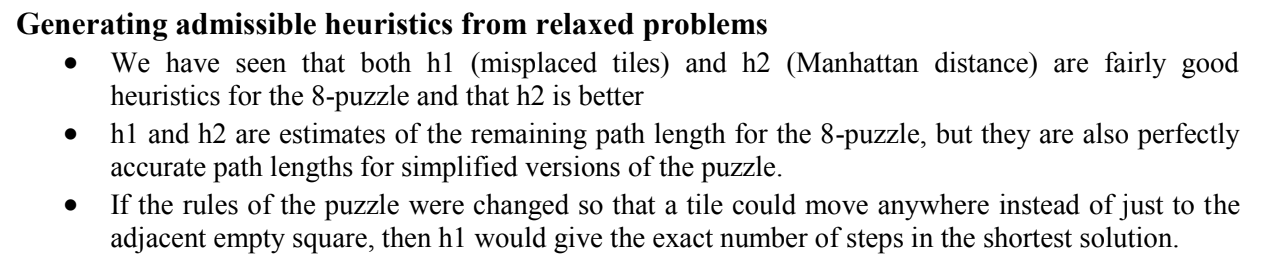 Generating admissible heuristics from relaxed problems
• We have seen that both h1 (misplaced tiles) and h2 (Manhattan distance) are fairly good
heuristics for the 8-puzzle and that h2 is better
• h1 and h2 are estimates of the remaining path length for the 8-puzzle, but they are also perfectly
accurate path lengths for simplified versions of the puzzle.
• If the rules of the puzzle were changed so that a tile could move anywhere instead of just to the
adjacent empty square, then h1 would give the exact number of steps in the shortest solution.